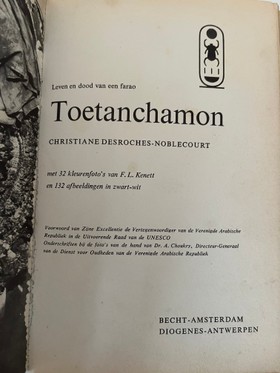 Leven en dood van een farao
Toetanchamon
CHRISTIANE DESROCHES-NOBLECOURT
met 32 kleurenfoto's van F. L. Kenett
en 132 afbeeldingen in zwart-wit
Voorwoord van Zijne Excellentie de Vertegenwoordiger van de Verenigde Arabische
Republiek in de Uitvoerende Raad van de UNESCO
Onderschriften bij de foto's van de hand van Dr. A. Choukry, Directeur-Generaal
van de Dienst voor Oudheden van de Verenigde Arabische Republiek
BECHT-AMSTERDAM
DIOGENES-ANTWERPEN